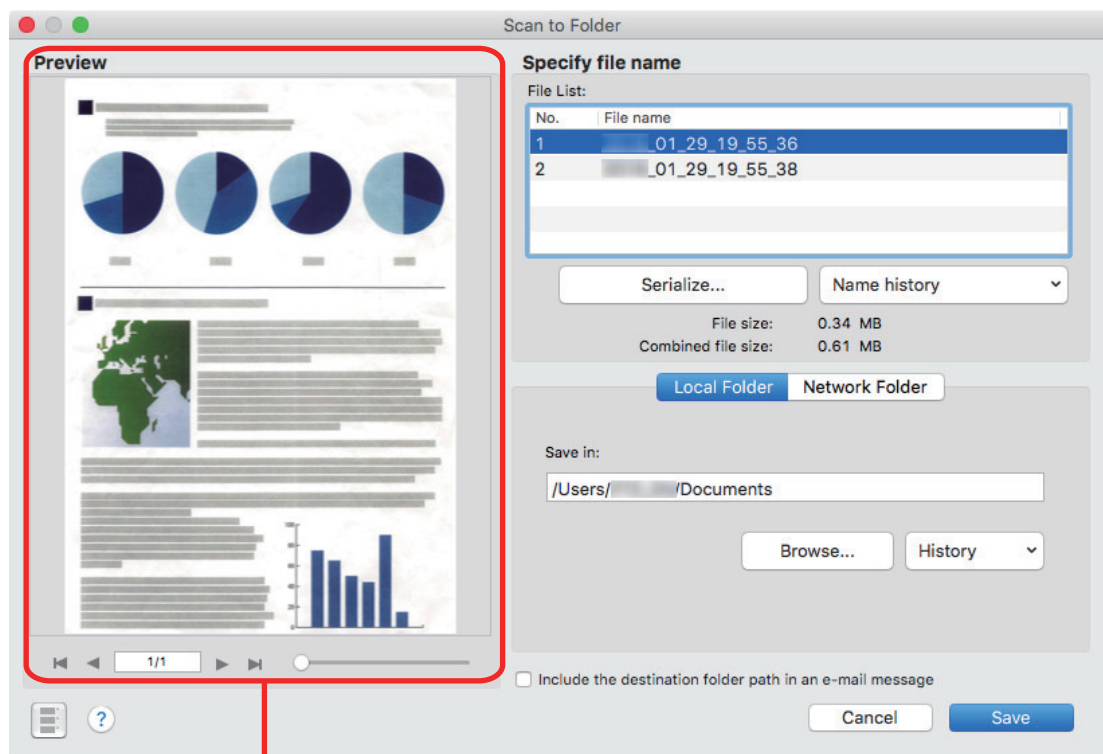 Scan to Folder
Preview
1/1
Specify file name
File List:
No. File name
1 _01_29_19_55_36
2 _01_29_19_55_38
Serialize... Name history
File size: 0.34 MB
Combined file size: 0.61 MB
Local Folder Network Folder
Save in:
/Users/ /Documents
Browse... History
Include the destination folder path in an e-mail message
? Cancel Save